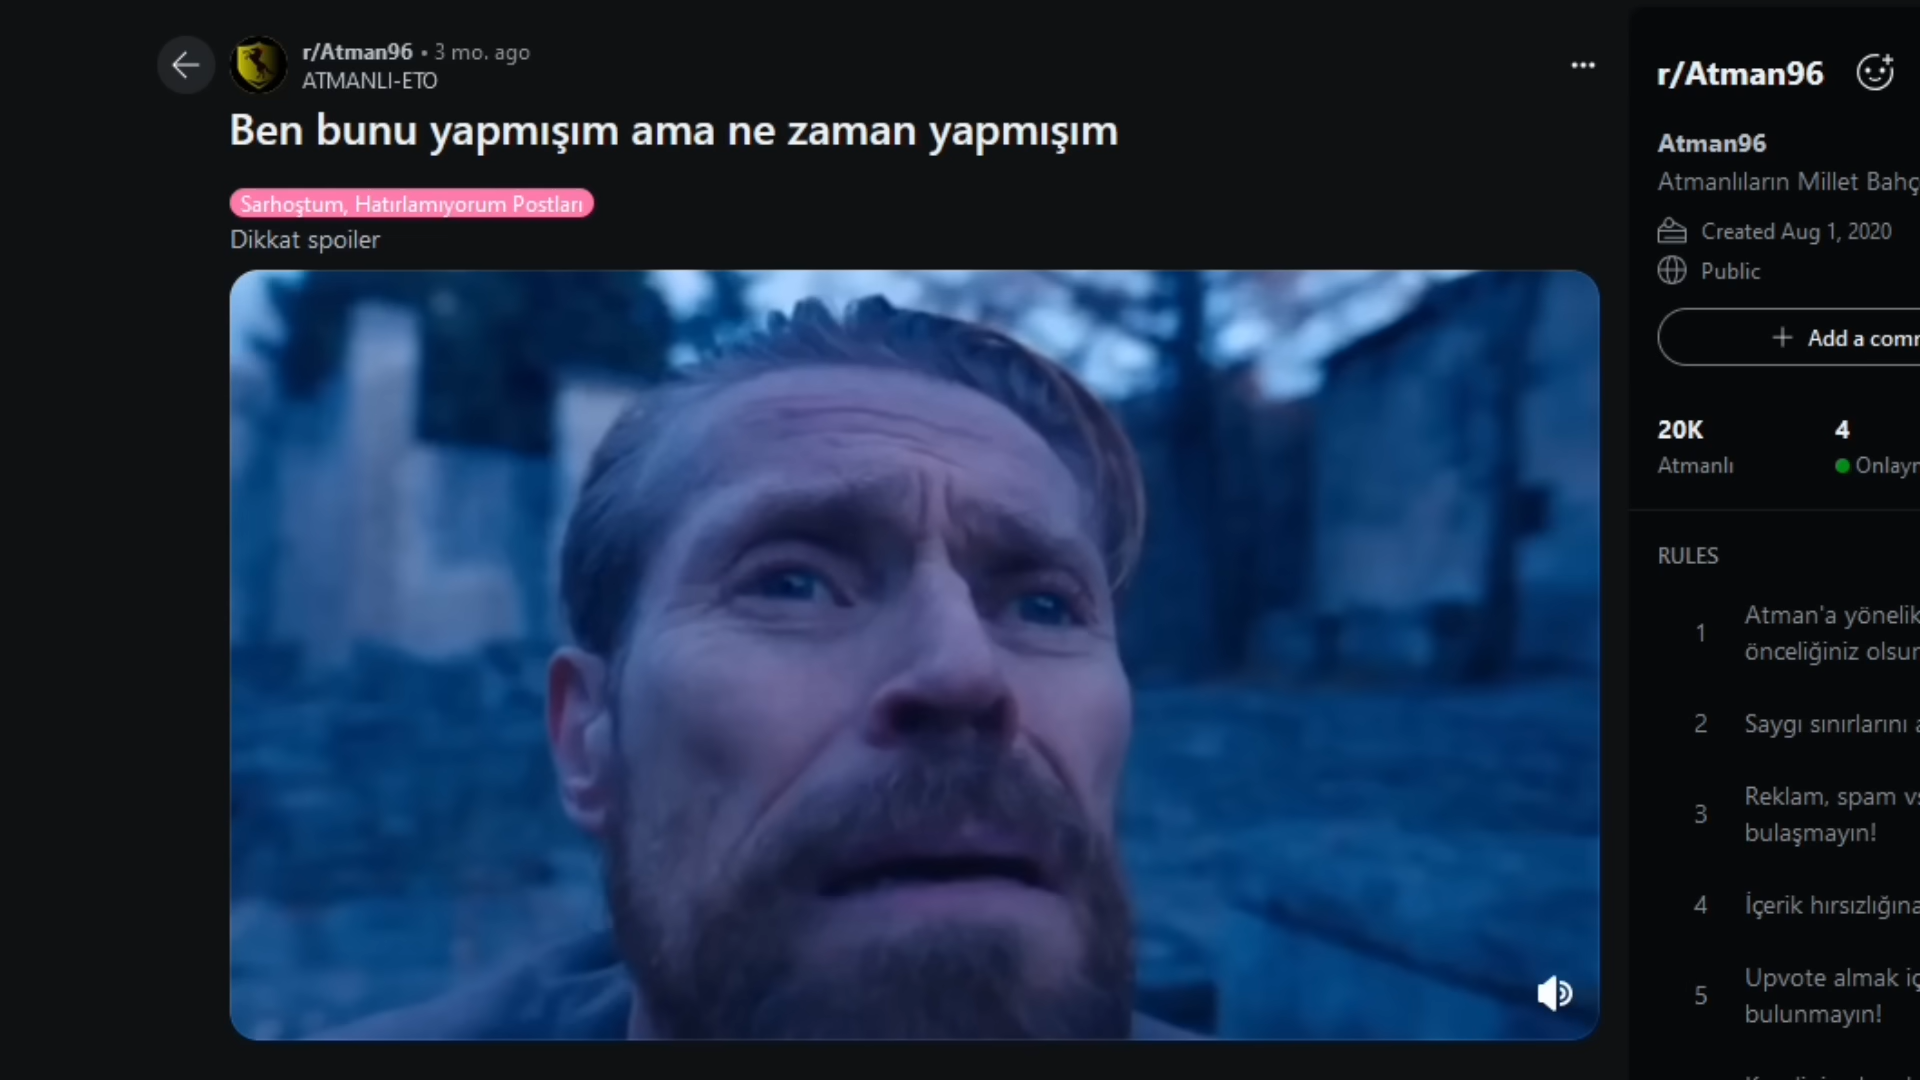 r/Atman96 • 3 mo. ago
ATMANLI-ETO
Ben bunu yapmışım ama ne zaman yapmışım
Sarhoştum, Hatırlamıyorum Postları
Dikkat spoiler
r/Atman96
Atman96
Atmanlıların Millet Bahç
Created Aug 1, 2020
Public
Add a comm
20K
Atmanlı
4
Onlayn
RULES
1
Atman'a yönelik
önceliğiniz olsun
2
Saygı sınırlarını a
3
Reklam, spam vs
bulaşmayın!
4
İçerik hırsızlığına
5
Upvote almak iç
bulunmayın!